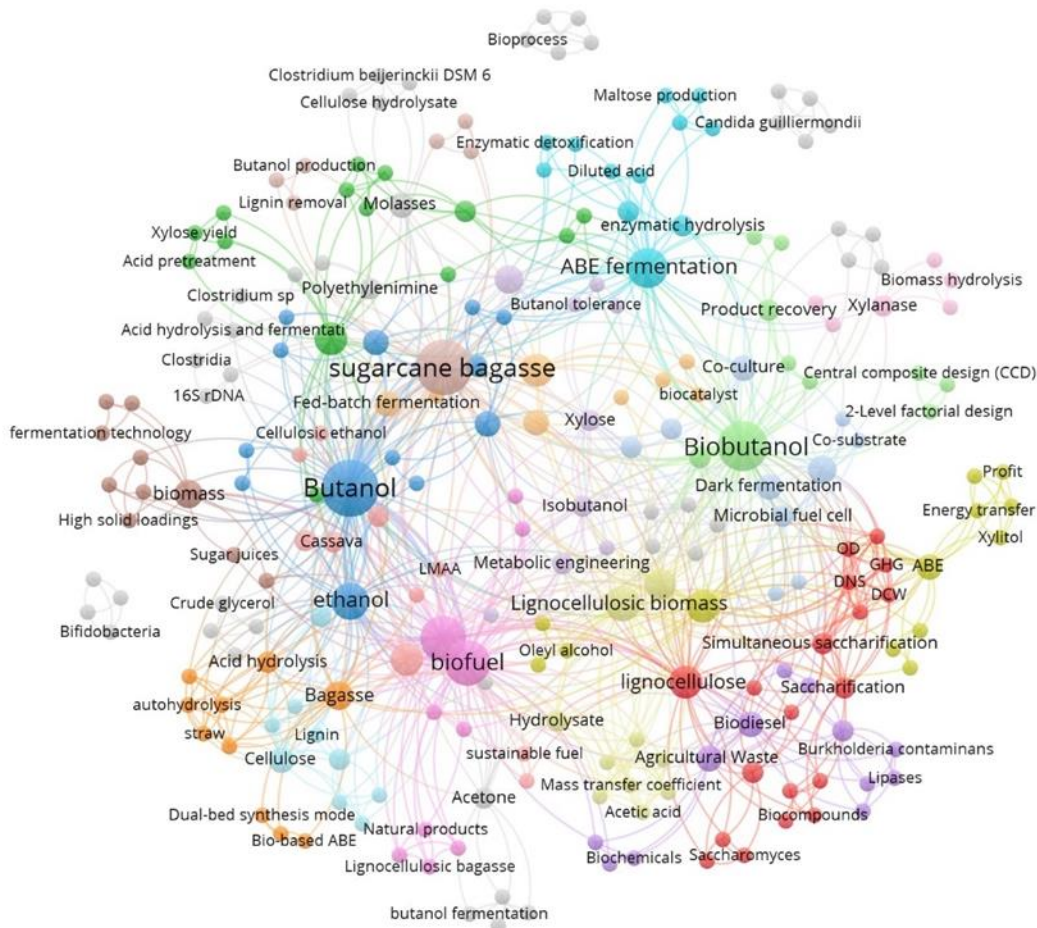 Bioprocess
Clostridium beijerinckii DSM 6
Cellulose hydrolysate
Maltose production
Candida guilliermondii
Enzymatic detoxification
Butanol production
Diluted acid
Lignin removal
Molasses
Xylose yield
enzymatic hydrolysis
Acid pretreatment
ABE fermentation
Biomass hydrolysis
Polyethylenimine
Clostridium sp
Butanol tolerance
Product recovery
Xylanase
Acid hydrolysis and fermentati
Clostridia
sugarcane bagasse
Co-culture
Central composite design (CCD)
16S rDNA
Fed-batch fermentation
biocatalyst
2-Level factorial design
Xylose
fermentation technology
Cellulosic ethanol
Biobutanol
Co-substrate
Profit
biomass
Butanol
Dark fermentation
Isobutanol
Energy transfer
High solid loadings
Microbial fuel cell
Xylitol
Cassava
OD
Sugar juices
LMAA
Metabolic engineering
GHG
ABE
DNS
Crude glycerol
ethanol
Lignocellulosic biomass
DCW
Bifidobacteria
Simultaneous saccharification
Oleyl alcohol
Acid hydrolysis
biofuel
lignocellulose
Saccharification
autohydrolysis
Bagasse
Hydrolysate
Biodiesel
straw
Lignin
sustainable fuel
Agricultural Waste
Burkholderia contaminans
Cellulose
Mass transfer coefficient
Lipases
Acetone
Acetic acid
Dual-bed synthesis mode
Biocompounds
Bio-based ABE
Natural products
Lignocellulosic bagasse
Biochemicals
Saccharomyces
butanol fermentation